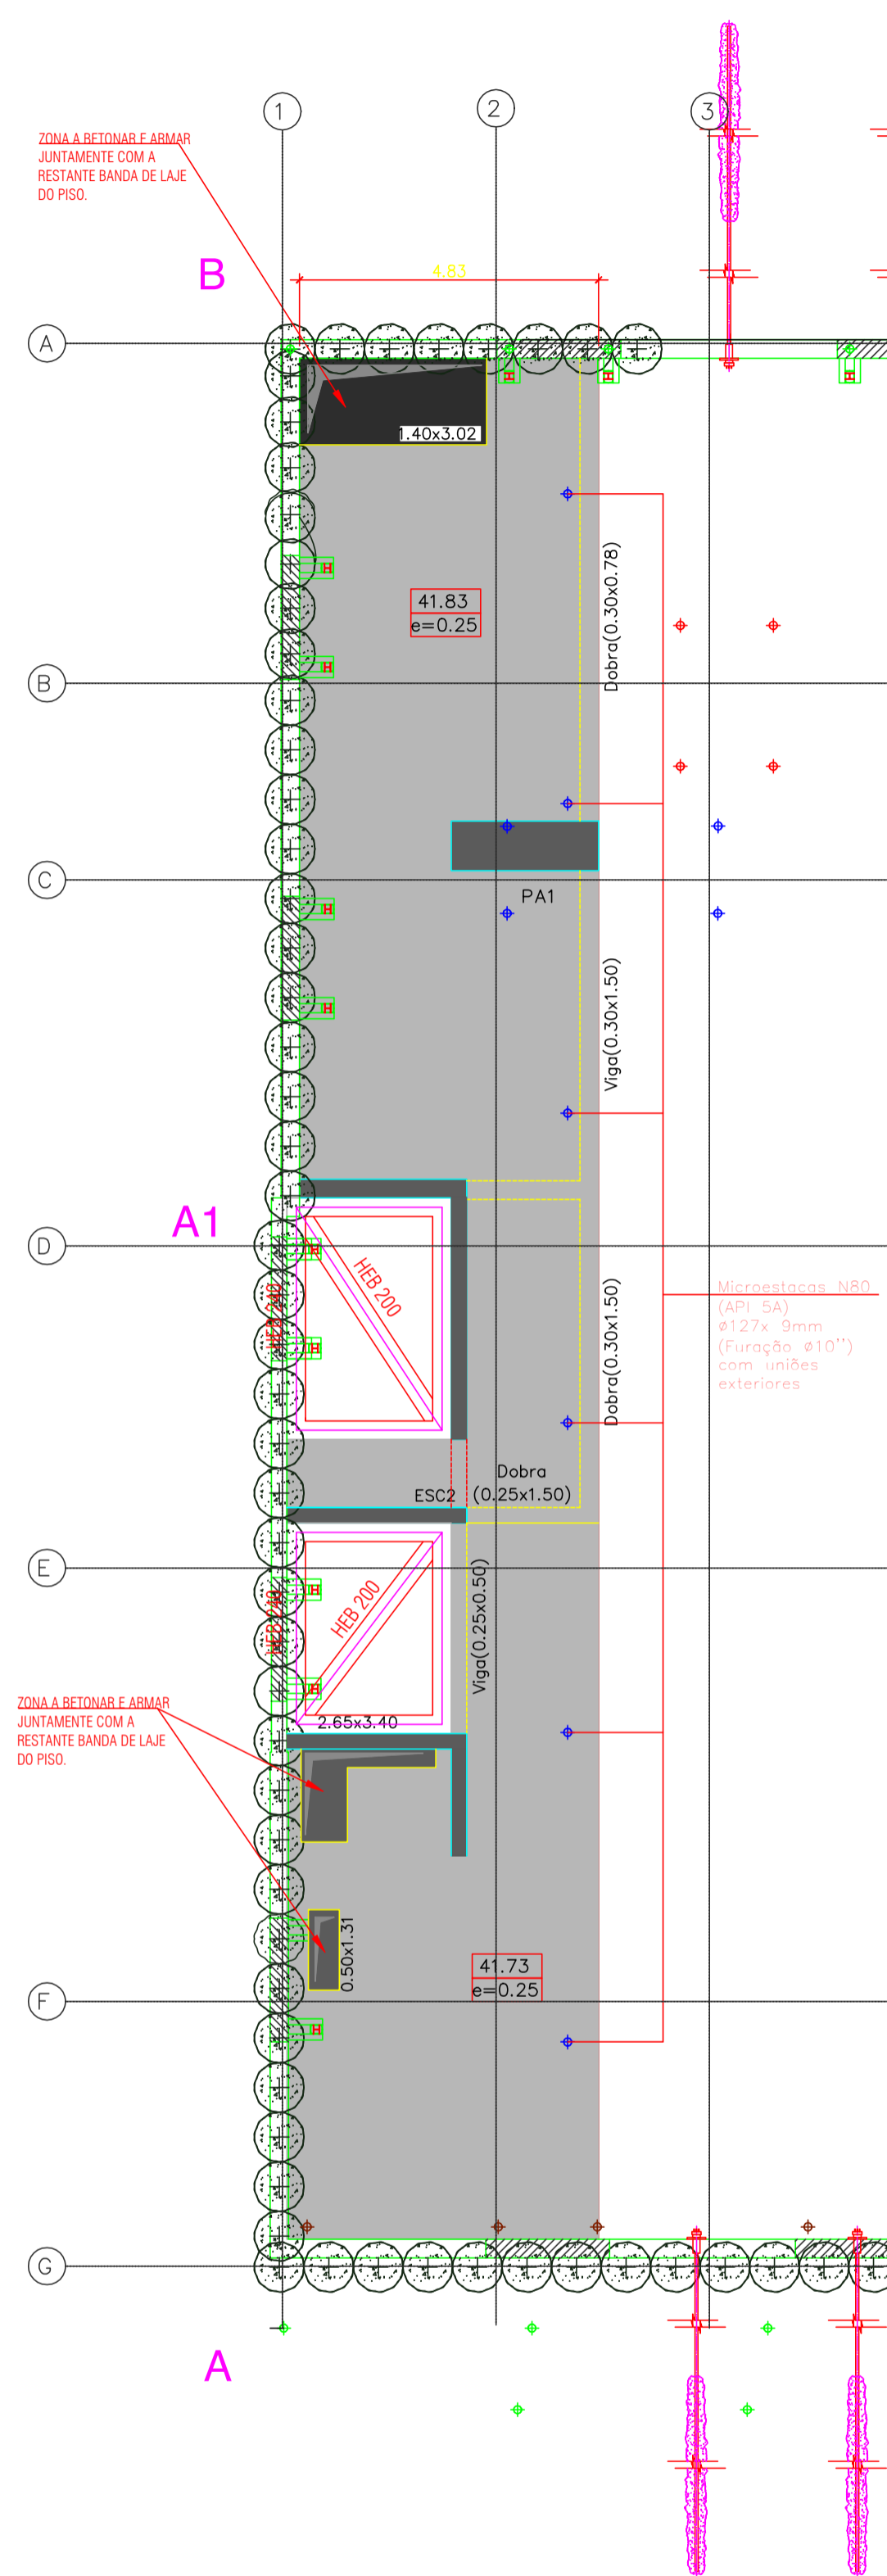 1
2
3
ZONA A BETONAR E ARMAR
JUNTAMENTE COM A
RESTANTE BANDA DE LAJE
DO PISO.
B
4.83
A
H
H
H
1.40x3.02
Dobra(0.30x0.78)
H
41.83
e=0.25
H
B
C
PA1
H
Viga(0.30x1.50)
H
A1
D
H
HEB 200
HEB 240
H
Dobra(0.30x1.50)
Microestacas N80
(API 5A)
ø127x 9mm
(Furação ø10'')
com uniões
exteriores
Dobra
(0.25x1.50)
ESC2
E
H
HEB 200
HEB 240
Viga(0.25x0.50)
H
ZONA A BETONAR E ARMAR
JUNTAMENTE COM A
RESTANTE BANDA DE LAJE
DO PISO.
2.65x3.40
0.50x1.31
41.73
e=0.25
F
H
G
A